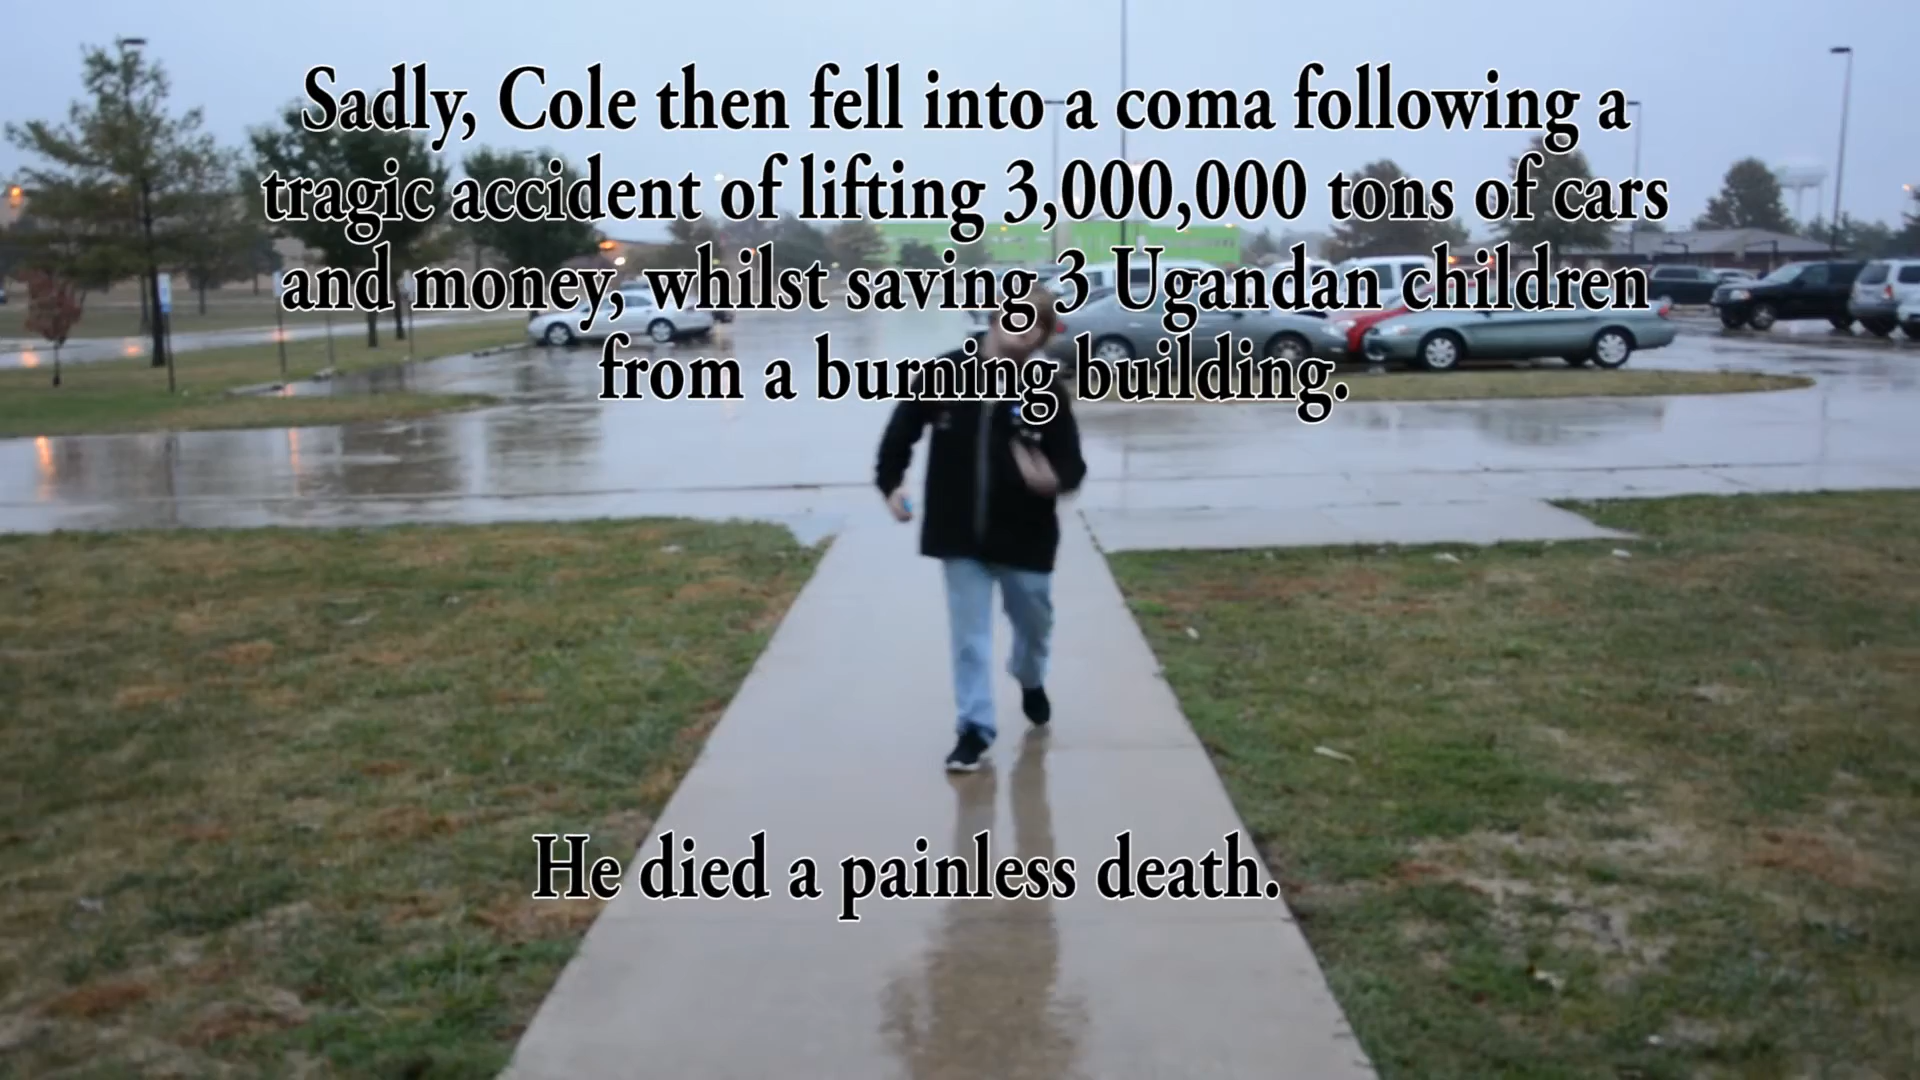 Sadly, Cole then fell into a coma following a
tragic accident of lifting 3,000,000 tons of cars
and money, whilst saving 3 Ugandan children
from a burning building.
He died a painless death.